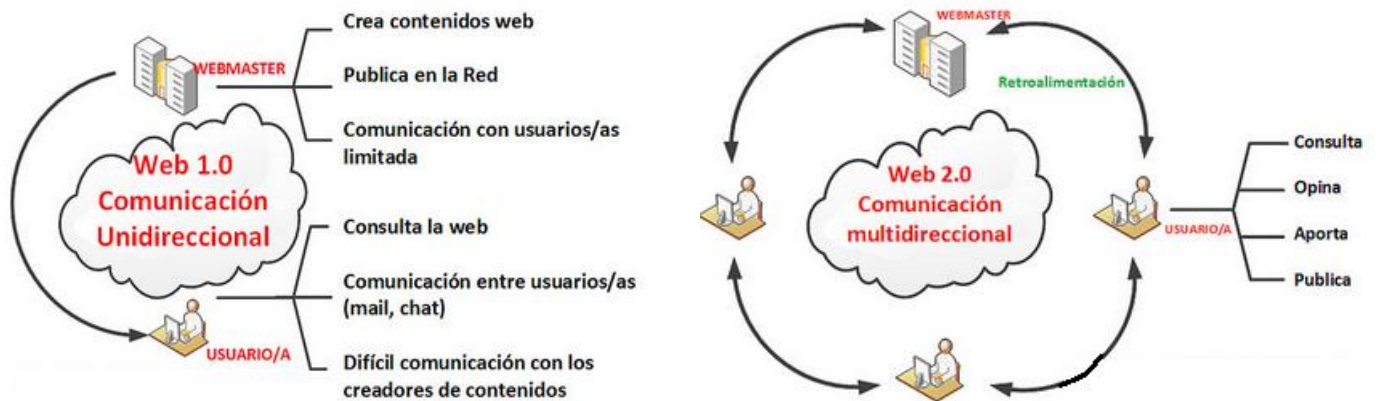 Crea contenidos web
WEBMASTER
Publica en la Red
Comunicación con usuarios/as
limitada
Web 1.0
Comunicación
Unidireccional
Consulta la web
Comunicación entre usuarios/as
(mail, chat)
USUARIO/A
Difícil comunicación con los
creadores de contenidos
WEBMASTER
Retroalimentación
Web 2.0
Comunicación
multidireccional
USUARIO/A
Consulta
Opina
Aporta
Publica